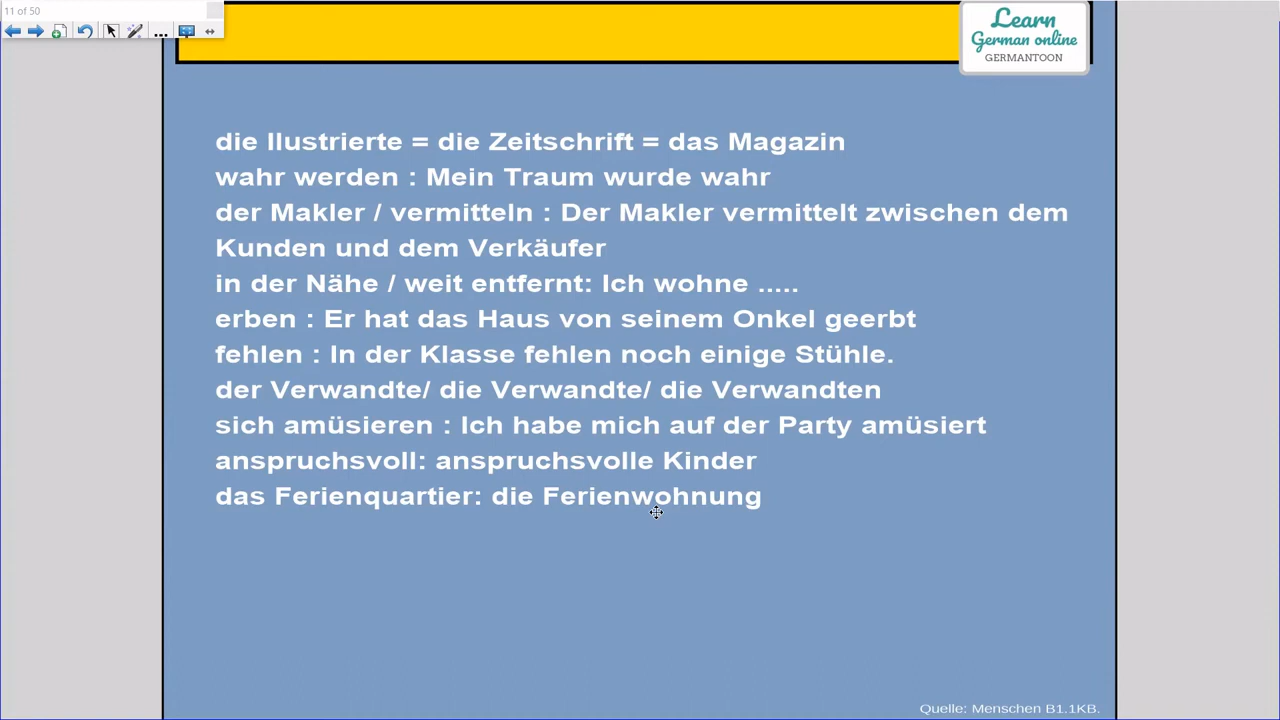 11 of 50
Learn
German online
GERMANTOON
die Ilustrierte = die Zeitschrift = das Magazin
wahr werden : Mein Traum wurde wahr
der Makler / vermitteln : Der Makler vermittelt zwischen dem
Kunden und dem Verkäufer
in der Nähe / weit entfernt: Ich wohne .....
erben : Er hat das Haus von seinem Onkel geerbt
fehlen : In der Klasse fehlen noch einige Stühle.
der Verwandte/ die Verwandte/ die Verwandten
sich amüsieren : Ich habe mich auf der Party amüsiert
anspruchsvoll: anspruchsvolle Kinder
das Ferienquartier: die Ferienwohnung
Quelle: Menschen B1.1KB.